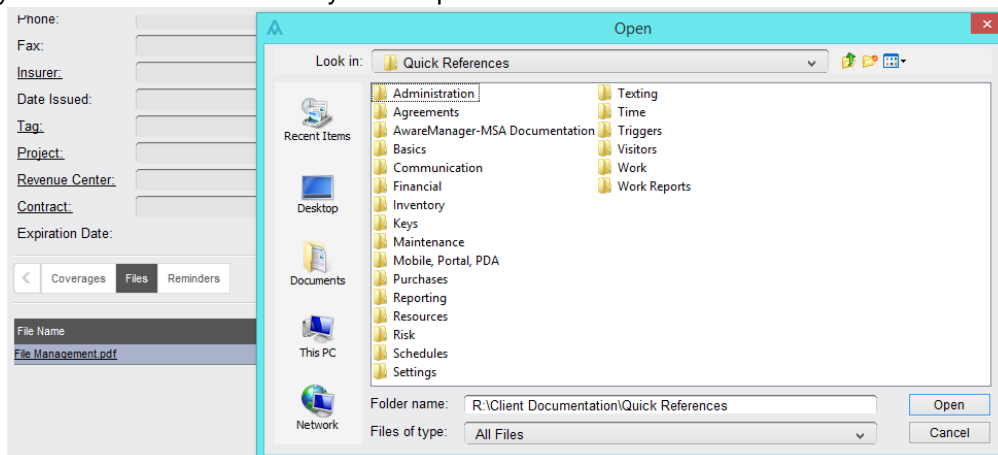 Phone:
Fax:
Insurer:
Date Issued:
Tag:
Project:
Revenue Center:
Contract:
Expiration Date:
Coverages Files Reminders
File Name
File Management.pdf
Open
Look in: Quick References
Recent Items
Desktop
Documents
This PC
Network
Administration
Agreements
AwareManager-MSA Documentation
Basics
Communication
Financial
Inventory
Keys
Maintenance
Mobile, Portal, PDA
Purchases
Reporting
Resources
Risk
Schedules
Settings
Texting
Time
Triggers
Visitors
Work
Work Reports
Folder name: R:\Client Documentation\Quick References
Open
Files of type: All Files
Cancel